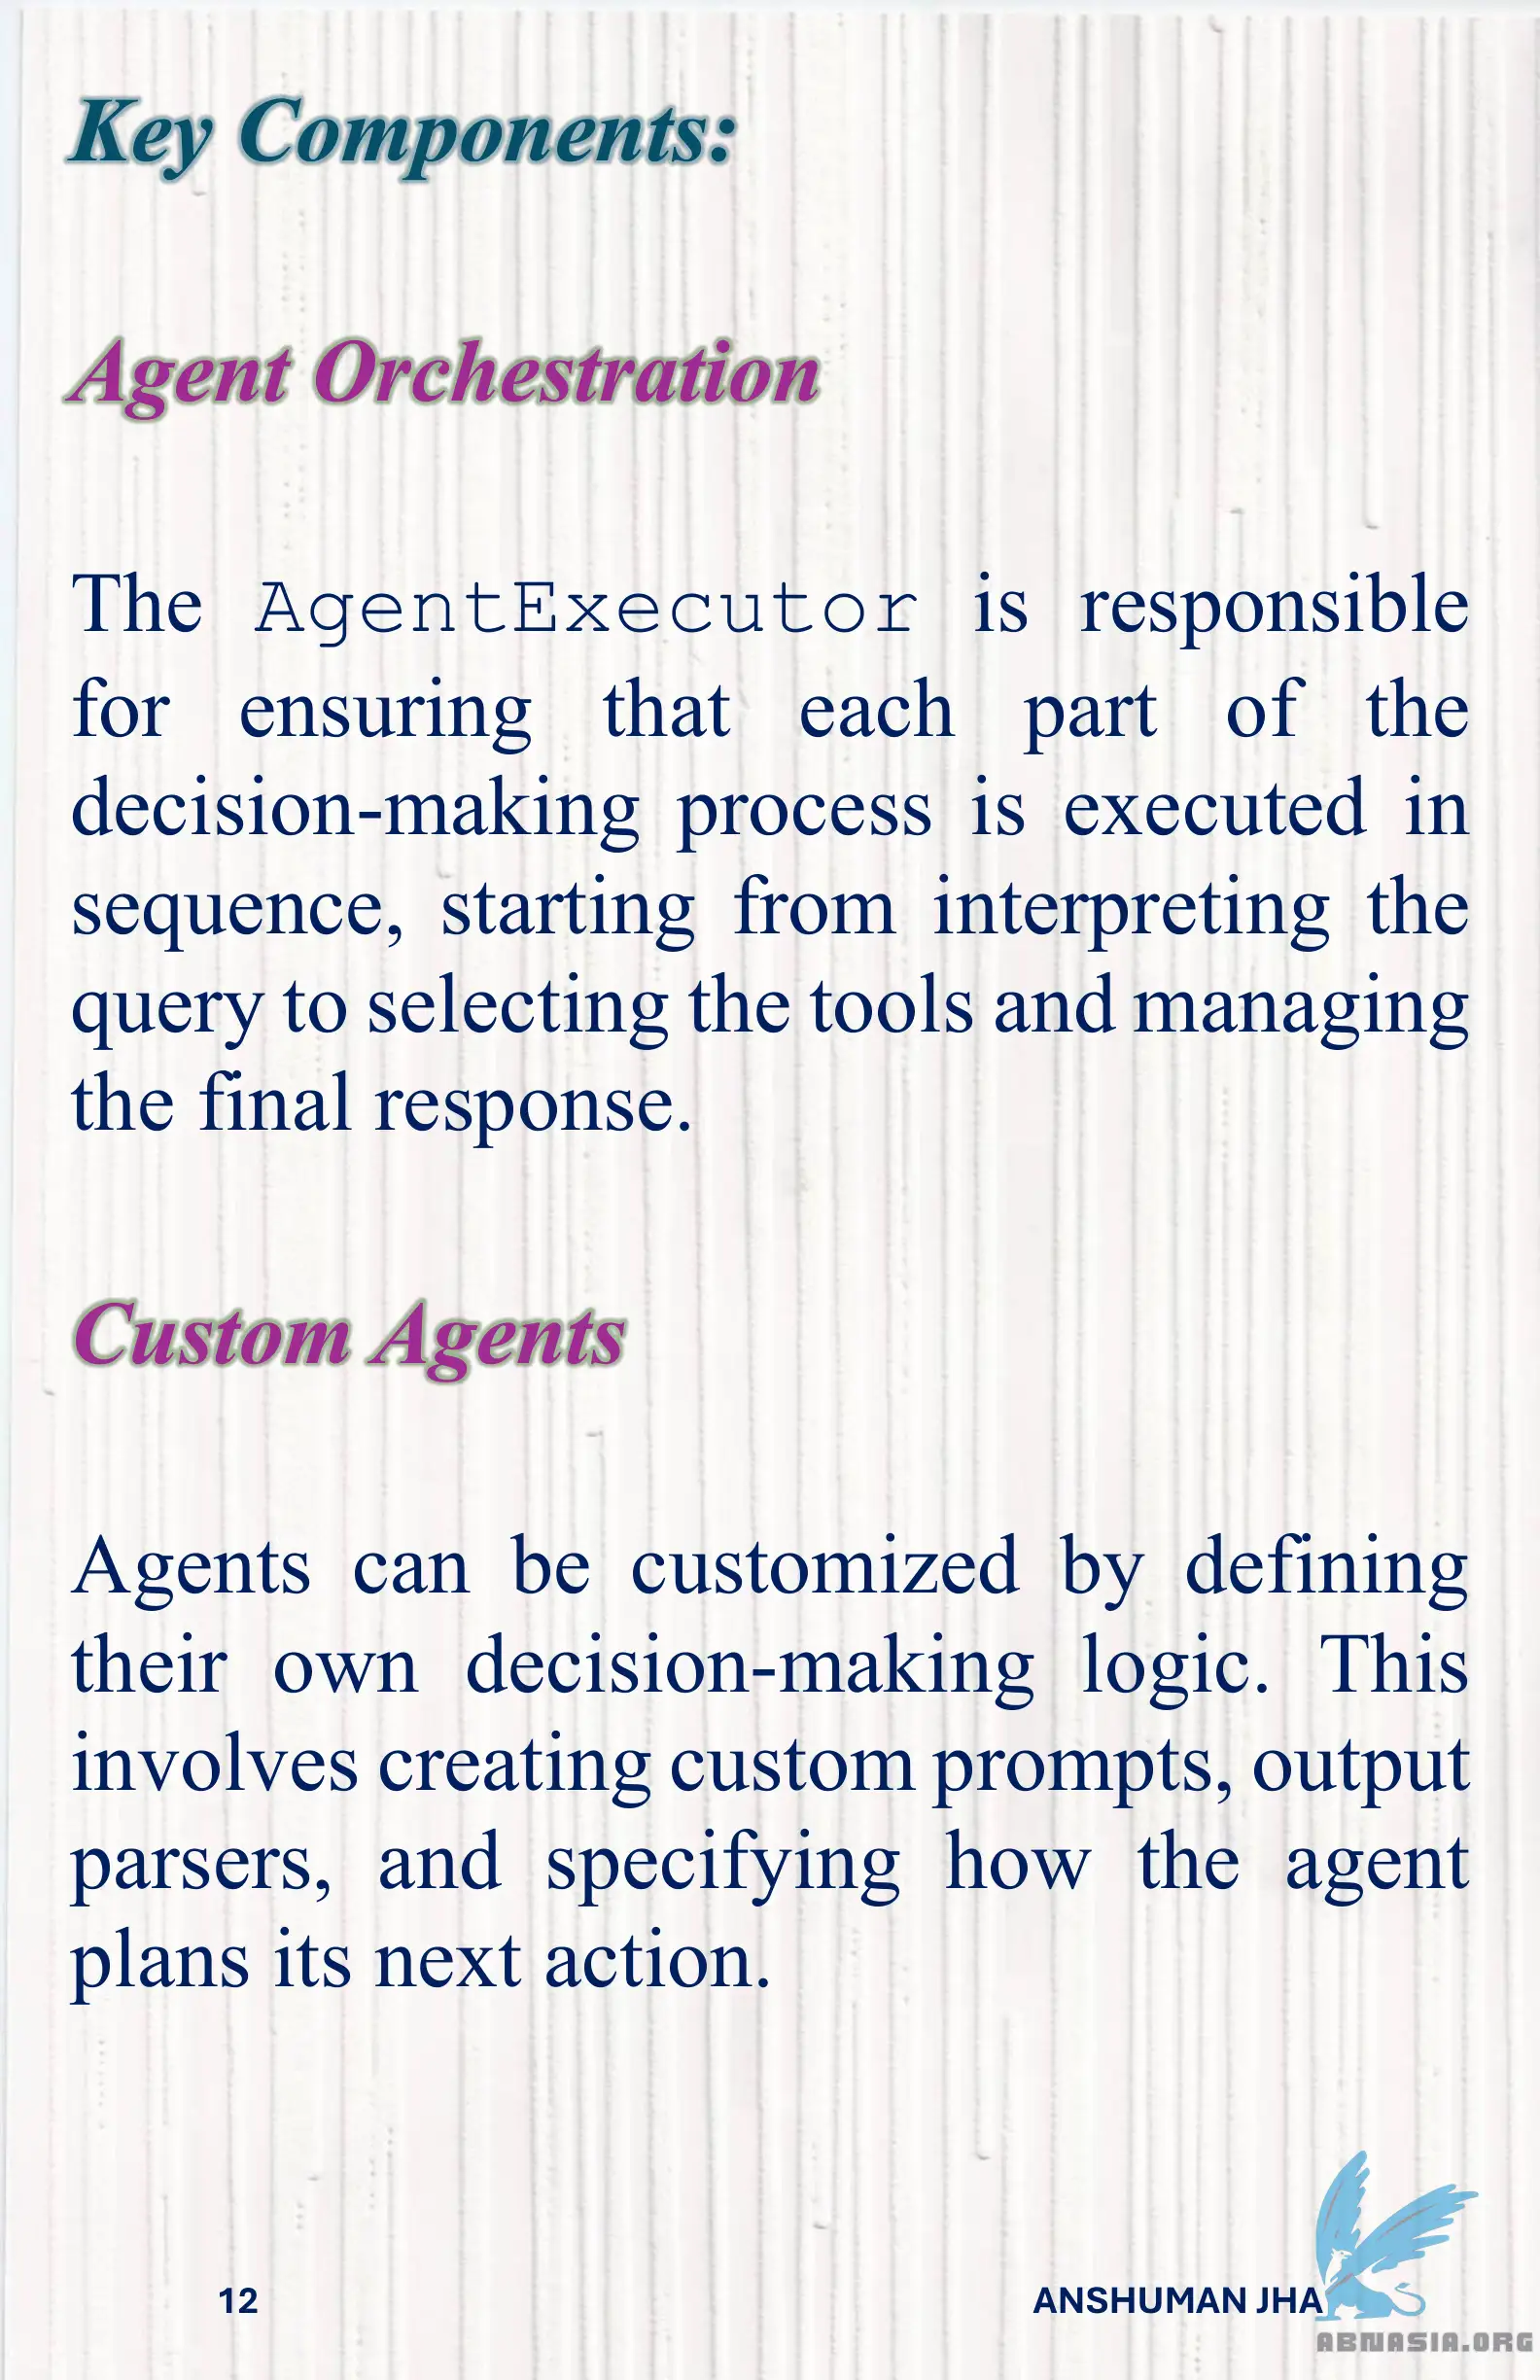 Key Components:
Agent Orchestration
The AgentExecutor is responsible
for ensuring that each part of the
decision-making process is executed in
sequence, starting from interpreting the
query to selecting the tools and managing
the final response.
Custom Agents
Agents can be customized by defining
their own decision-making logic. This
involves creating custom prompts, output
parsers, and specifying how the agent
plans its next action.
12
ANSHUMAN JHA
ABNASIA.ORG